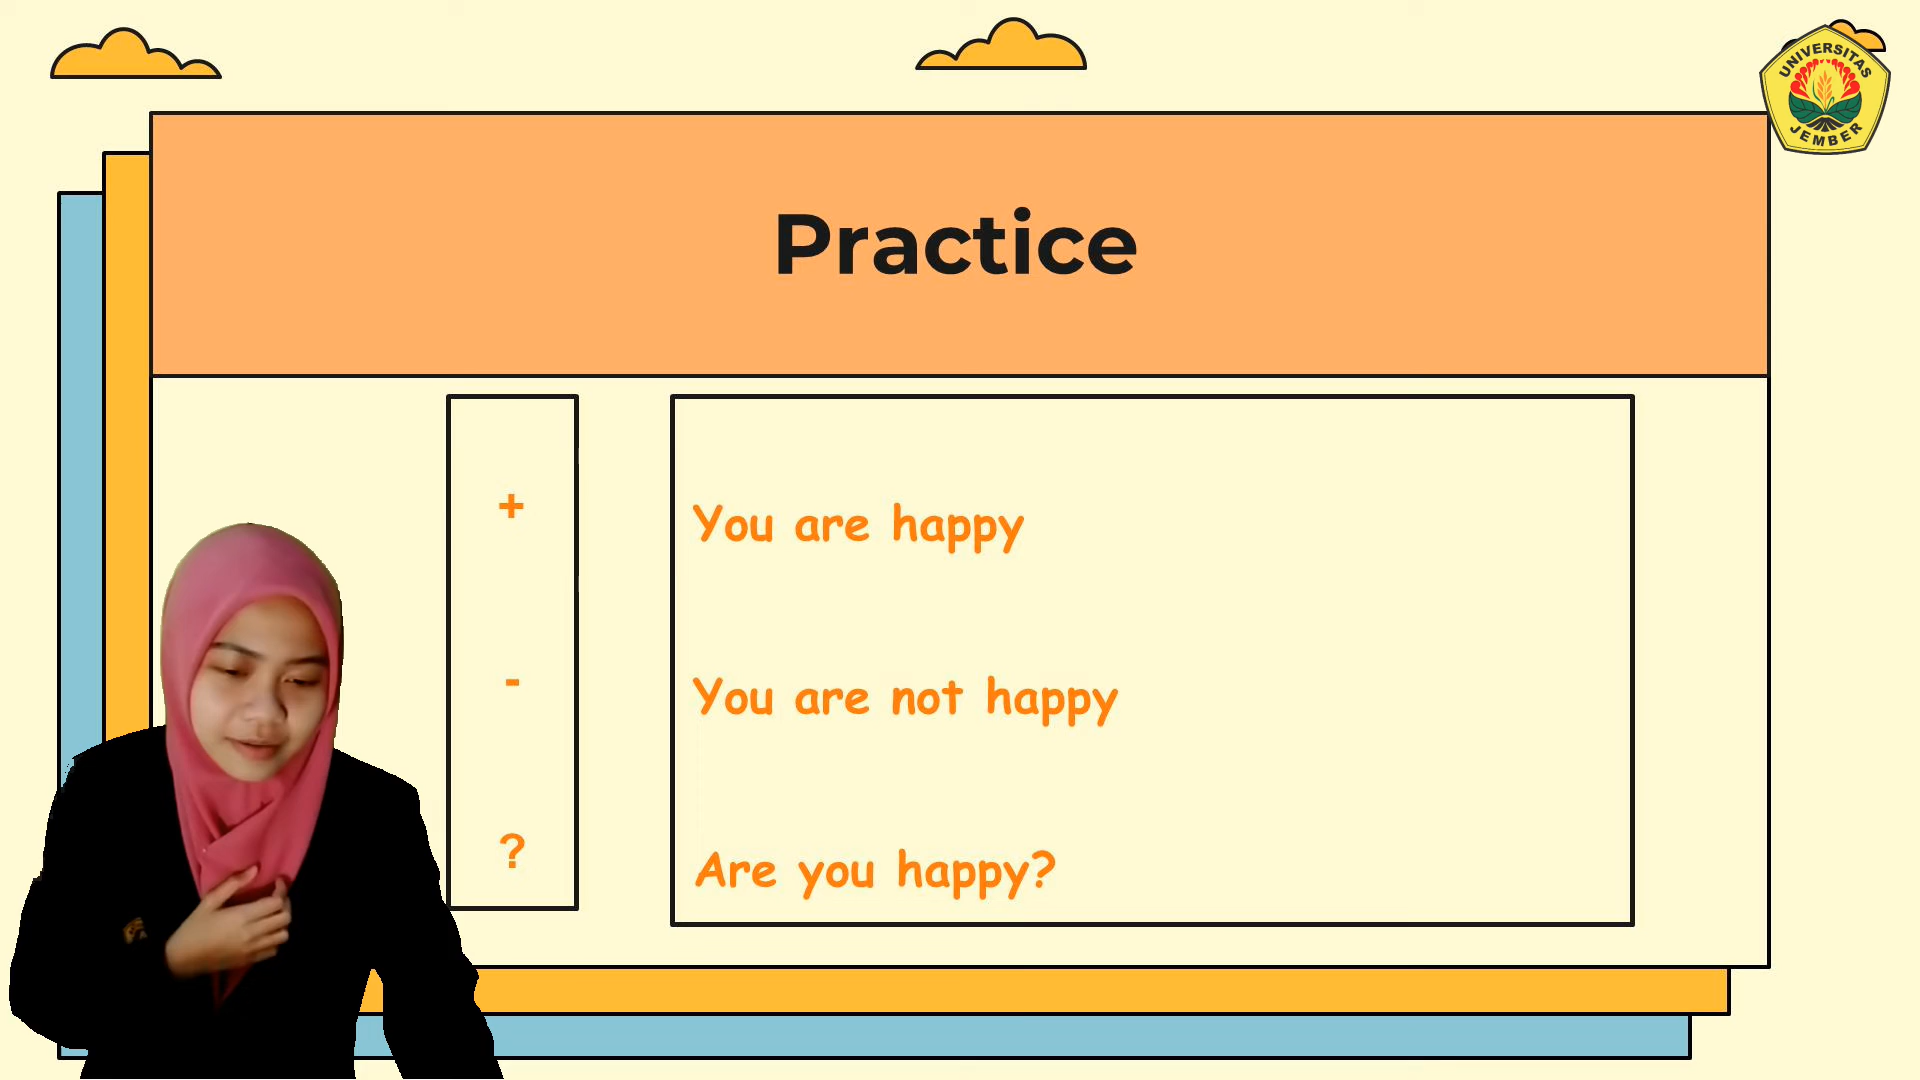 UNIVERSITAS
JEMBER
Practice
+
You are happy
-
You are not happy
?
Are you happy?